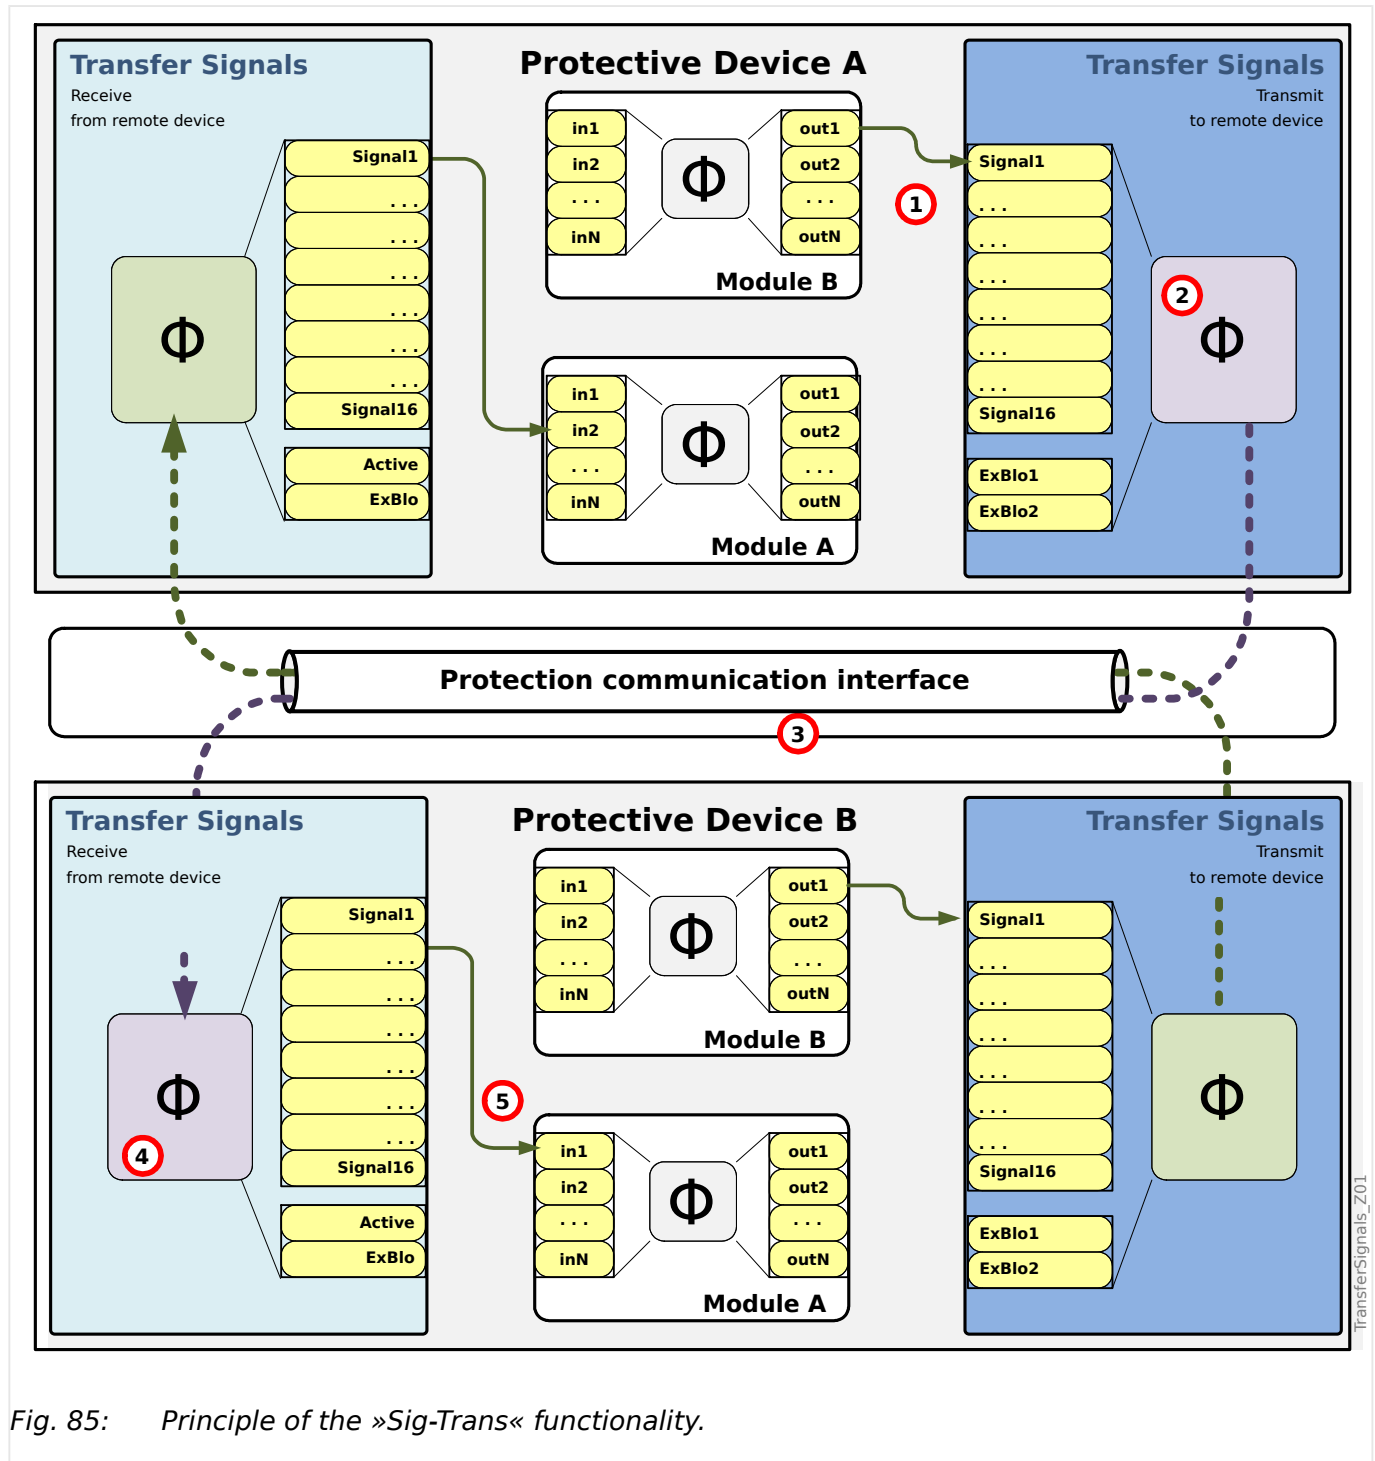 Transfer Signals
Receive
from remote device
Signal1
. . .
. . .
. . .
. . .
. . .
. . .
Signal16
Active
ExBlo
Φ
Protective Device A
in1
in2
. . .
inN
Φ
out1
out2
. . .
outN
Module B
in1
in2
. . .
inN
Φ
out1
out2
. . .
outN
Module A
1
Transfer Signals
Transmit
to remote device
Signal1
. . .
. . .
. . .
. . .
. . .
. . .
Signal16
ExBlo1
ExBlo2
2
Φ
Protection communication interface
3
Transfer Signals
Receive
from remote device
Signal1
. . .
. . .
. . .
. . .
. . .
. . .
Signal16
Active
ExBlo
Φ
4
Protective Device B
in1
in2
. . .
inN
Φ
out1
out2
. . .
outN
Module B
5
in1
in2
. . .
inN
Φ
out1
out2
. . .
outN
Module A
Transfer Signals
Transmit
to remote device
Signal1
. . .
. . .
. . .
. . .
. . .
. . .
Signal16
ExBlo1
ExBlo2
Φ
TransferSignals_Z01
Fig. 85: Principle of the »Sig-Trans« functionality.